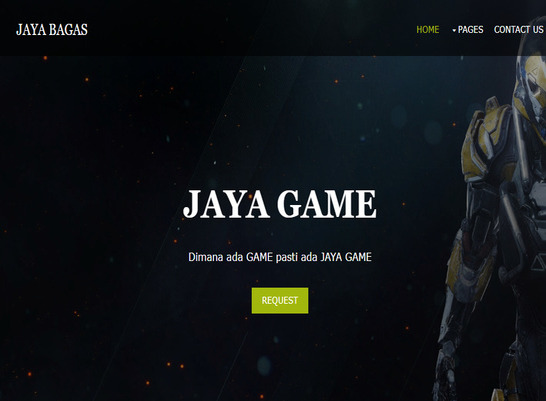 JAYA BAGAS
HOME PAGES CONTACT US
JAYA GAME
Dimana ada GAME pasti ada JAYA GAME
REQUEST